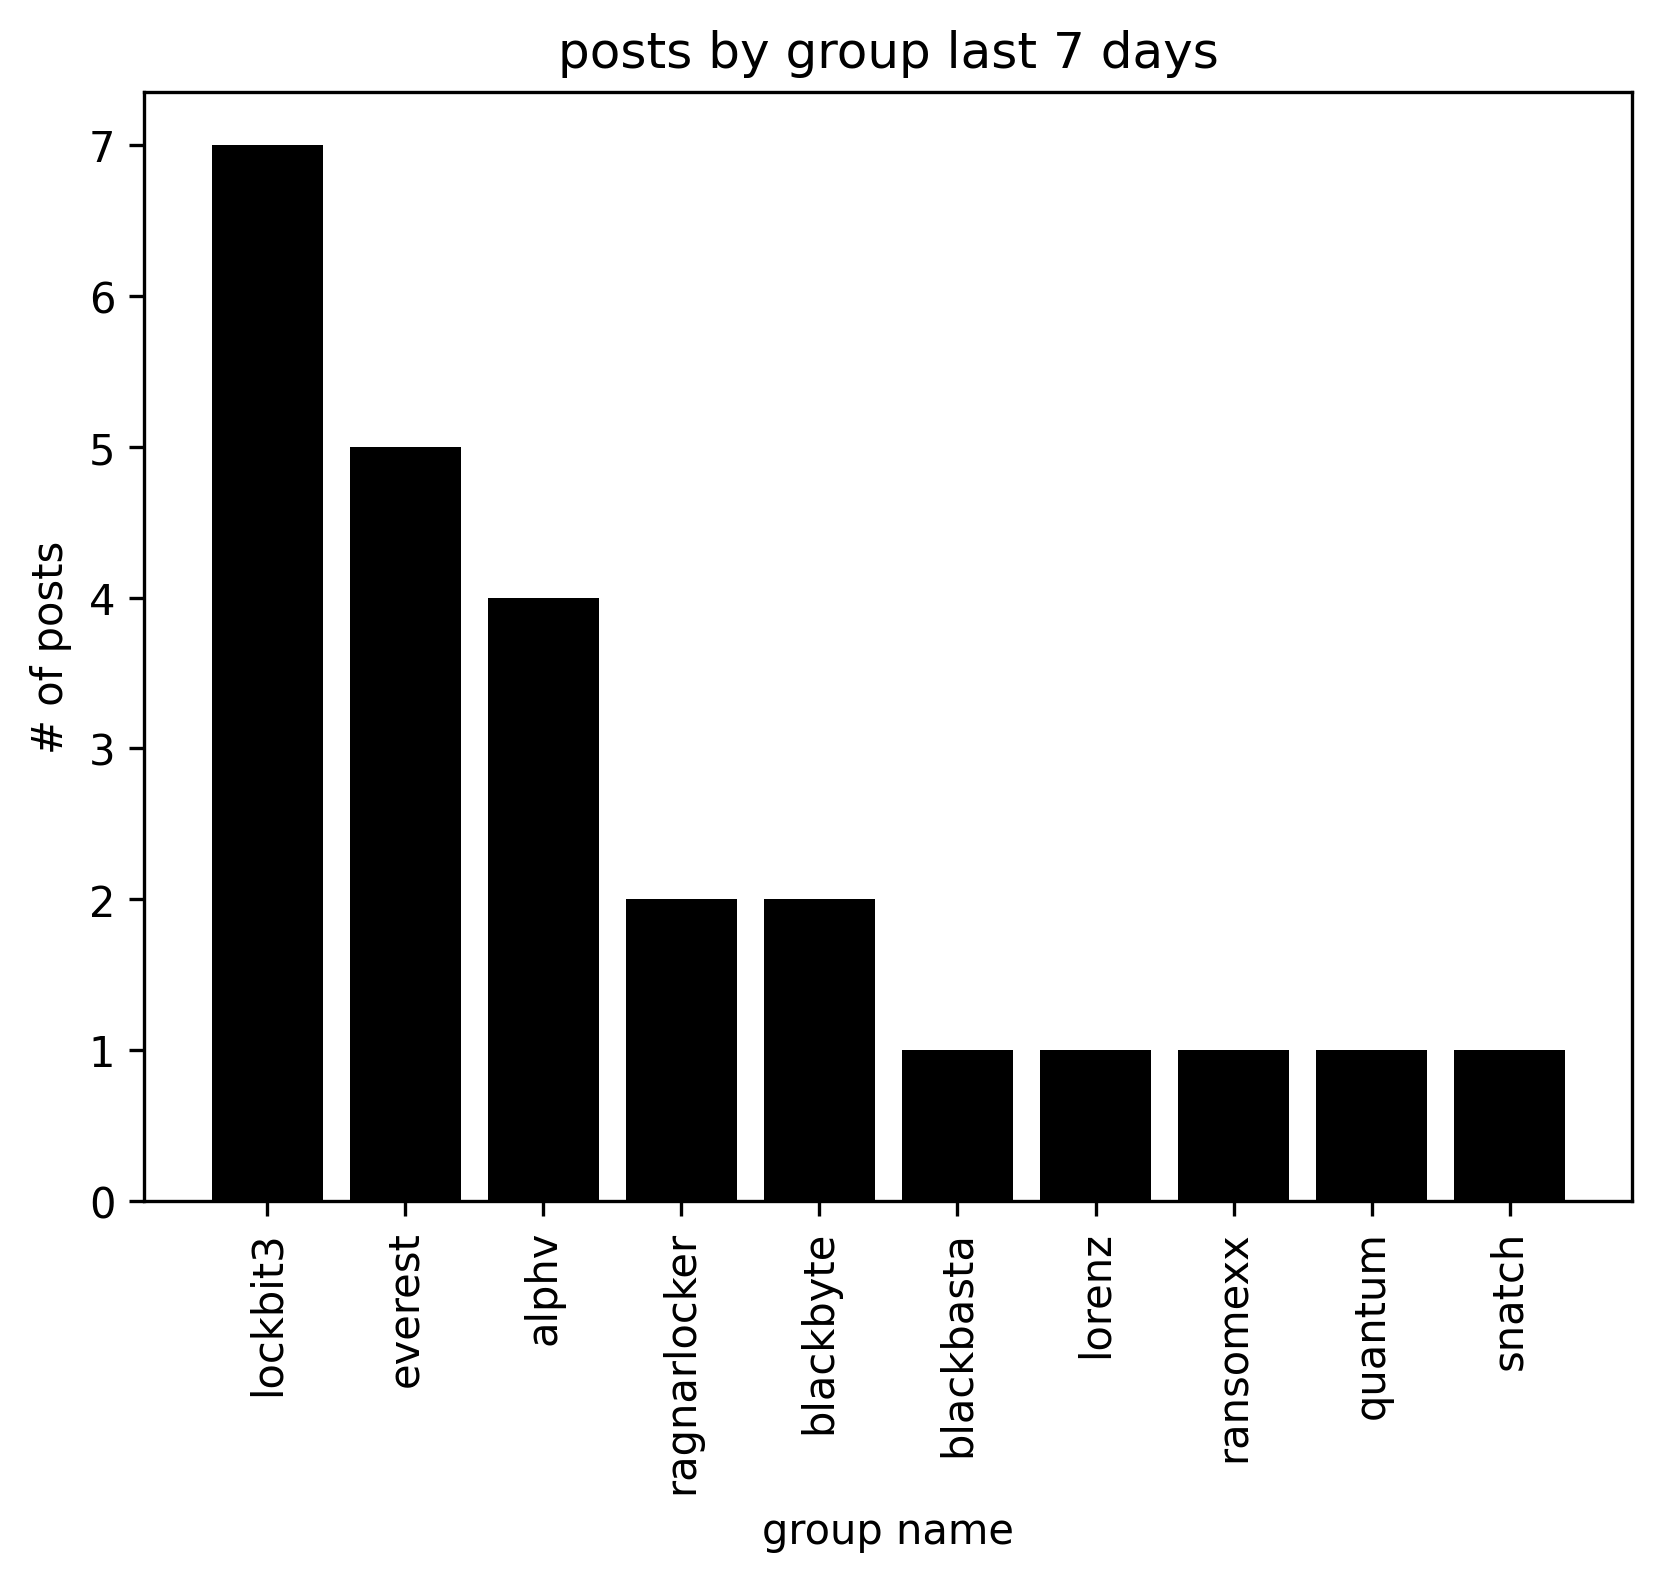 posts by group last 7 days
# of posts
7
6
5
4
3
2
1
0
lockbit3
everest
alphv
ragnarlocker
blackbyte
blackbasta
lorenz
ransomexx
quantum
snatch
group name